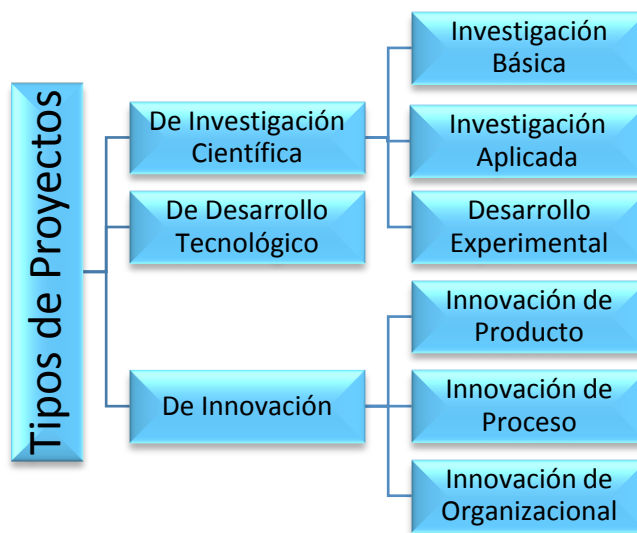 Tipos de Proyectos
De Investigación
Científica
Investigación
Básica
Investigación
Aplicada
Desarrollo
Experimental
De Desarrollo
Tecnológico
De Innovación
Innovación de
Producto
Innovación de
Proceso
Innovación de
Organizacional